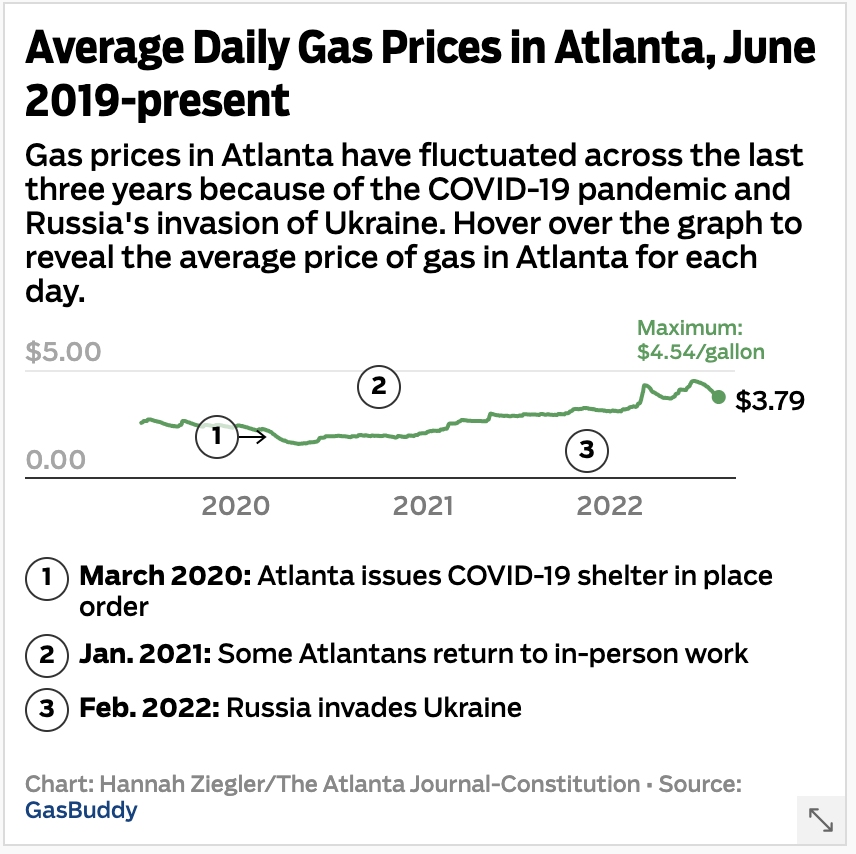 Average Daily Gas Prices in Atlanta, June
2019-present
Gas prices in Atlanta have fluctuated across the last
three years because of the COVID-19 pandemic and
Russia's invasion of Ukraine. Hover over the graph to
reveal the average price of gas in Atlanta for each
day.
Maximum:
$4.54/gallon
$5.00
2
$3.79
1
3
0.00
2020 2021 2022
1 March 2020: Atlanta issues COVID-19 shelter in place
order
2 Jan. 2021: Some Atlantans return to in-person work
3 Feb. 2022: Russia invades Ukraine
Chart: Hannah Ziegler/The Atlanta Journal-Constitution • Source:
GasBuddy